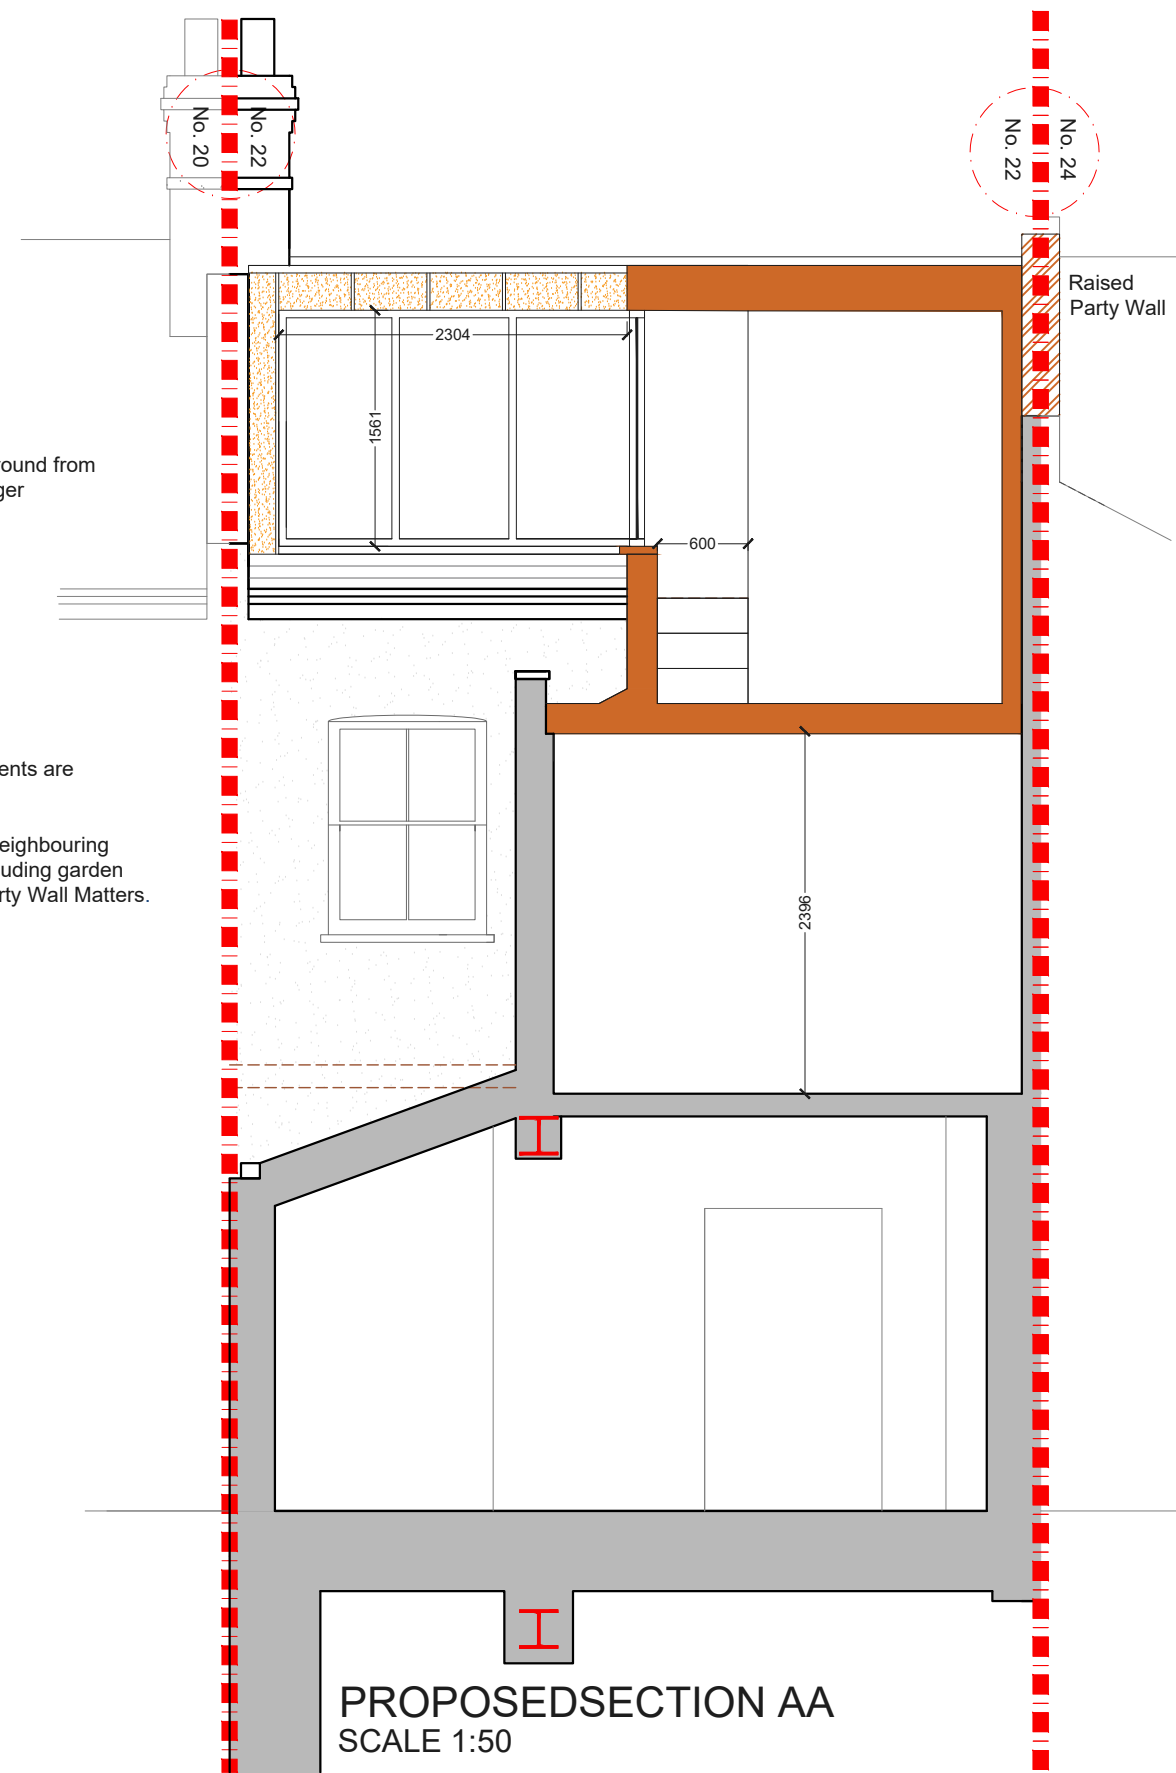 No. 20
No. 22
No. 22
No. 24
Raised
Party Wall
2304
1561
600
ound from
ger
ents are
eighbouring
uding garden
rty Wall Matters.
2396
PROPOSEDSECTION AA
SCALE 1:50